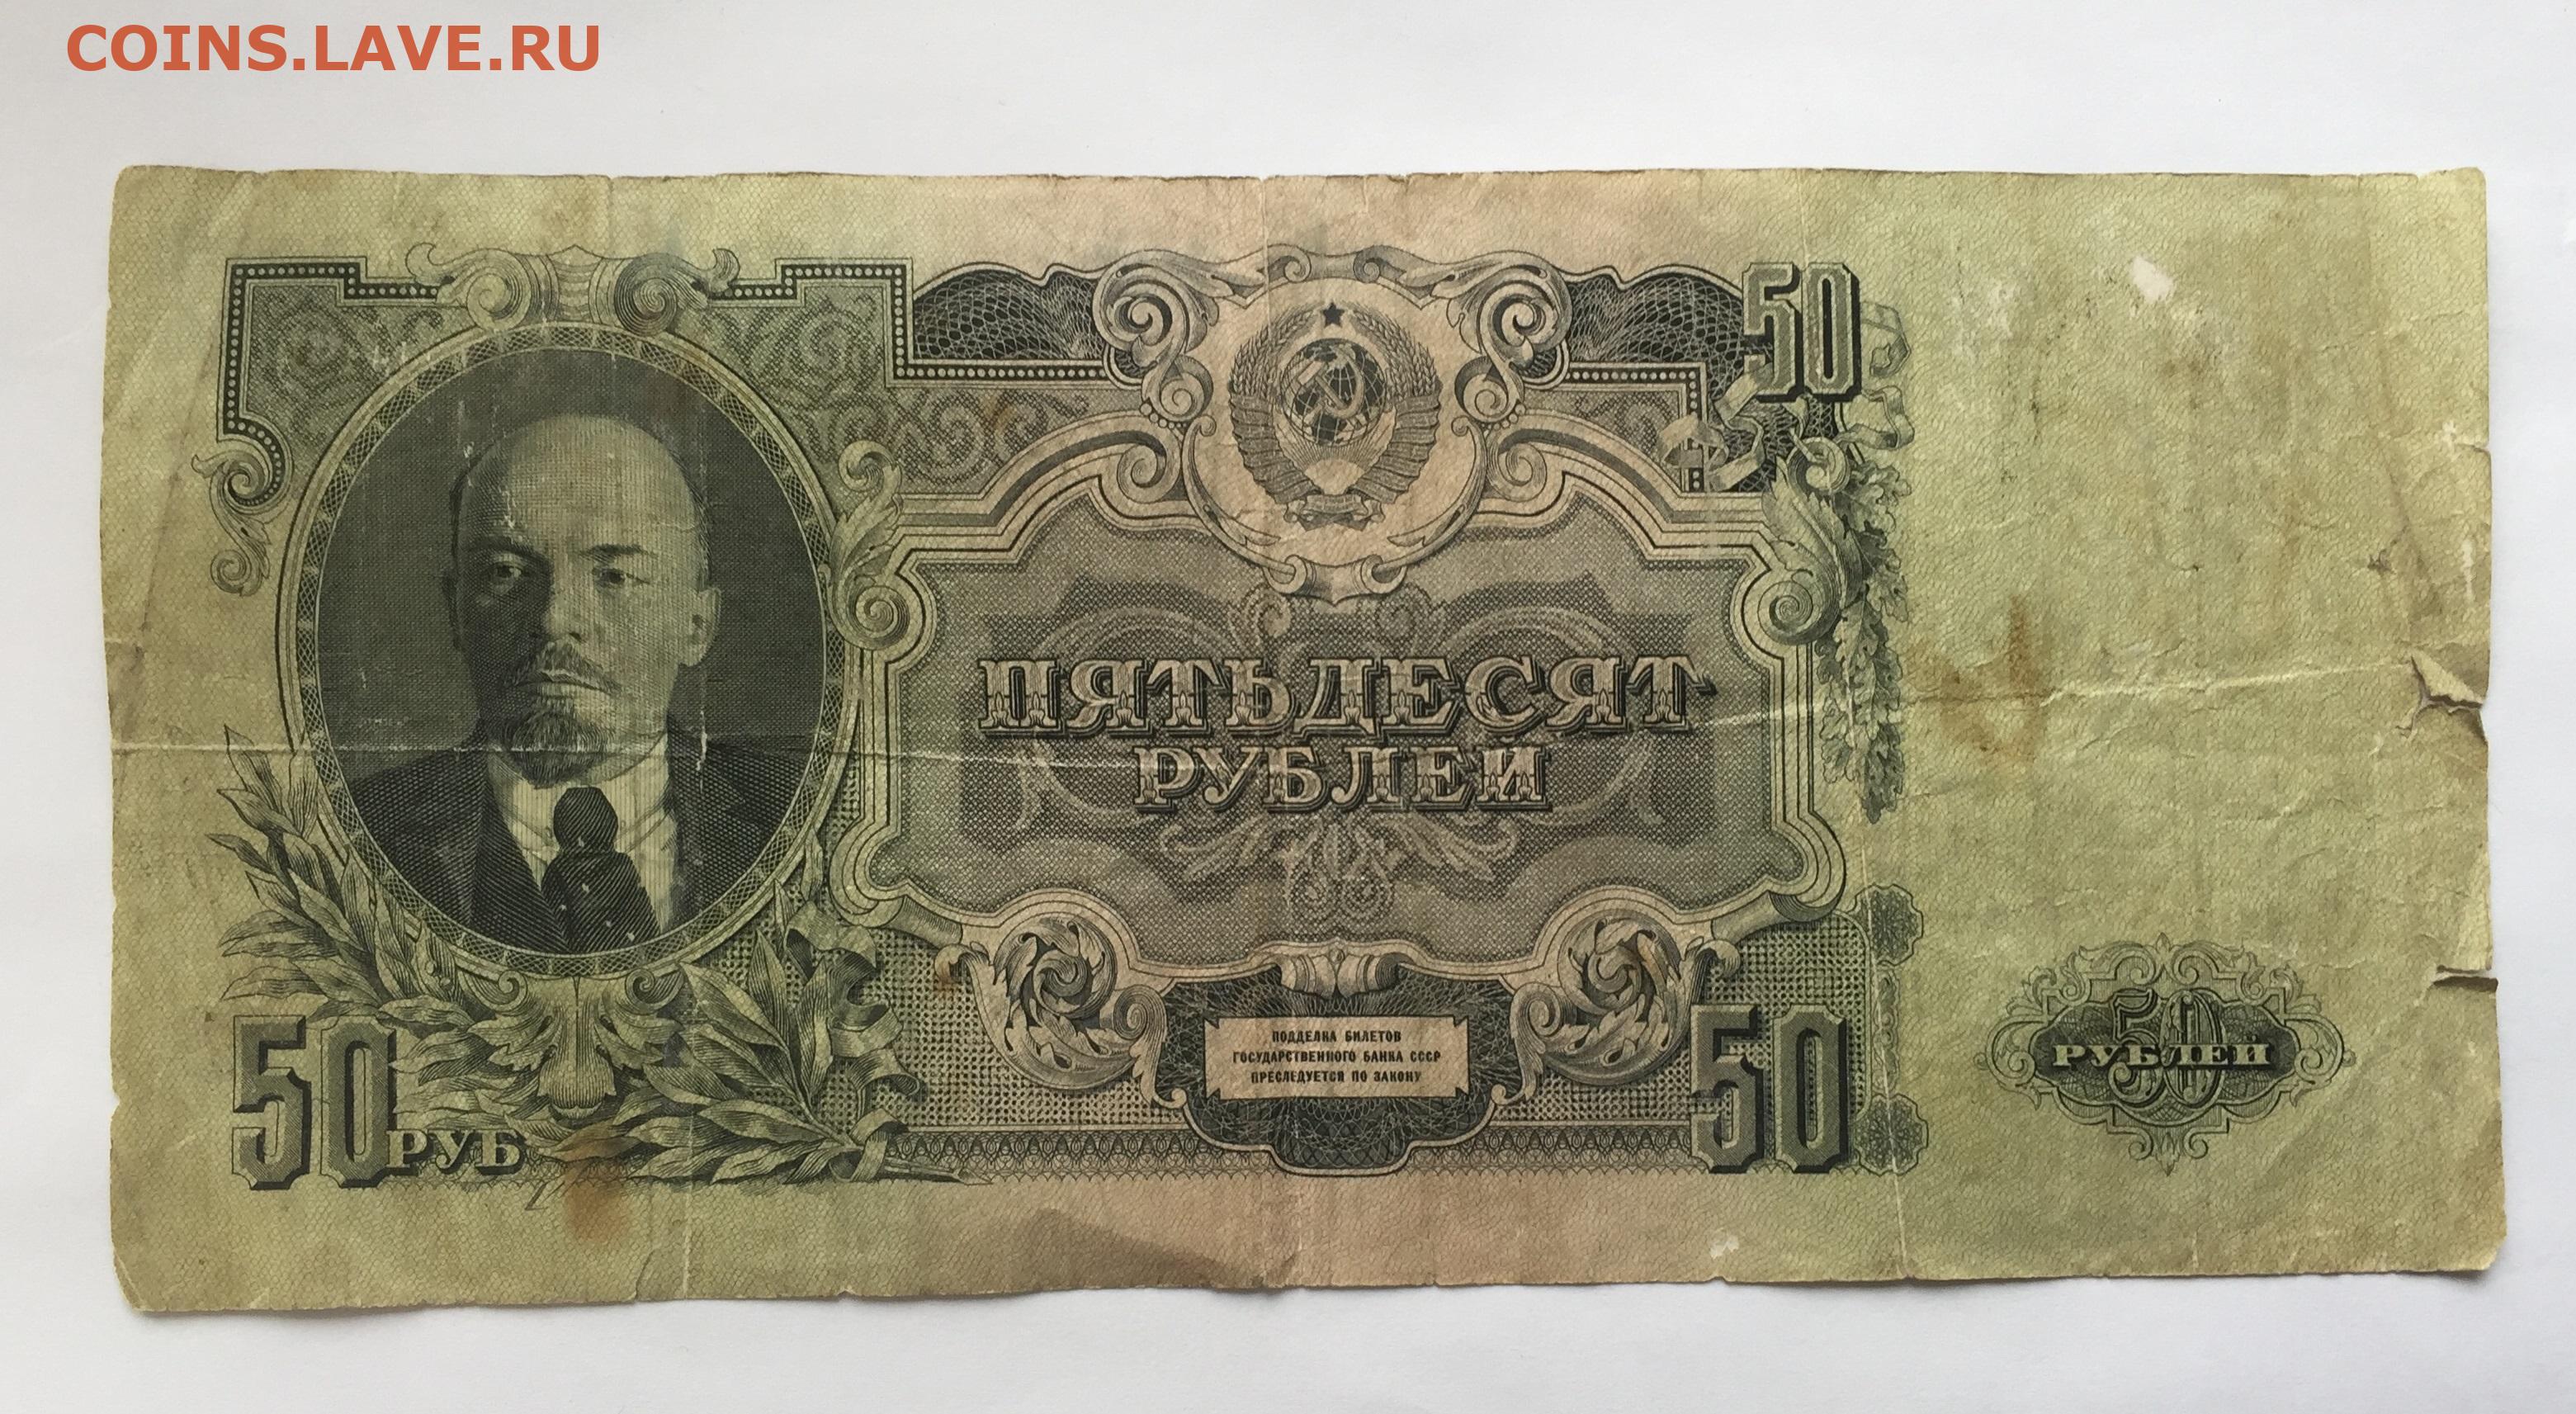 COINS.LAVE.RU
50
ПЯТЬДЕСЯТ
РУБЛЕЙ
ПОДДЕЛКА БИЛЕТОВ
ГОСУДАРСТВЕННОГО БАНКА СССР
ПРЕСЛЕДУЕТСЯ ПО ЗАКОНУ
50 РУБ
50
50
РУБЛЕЙ